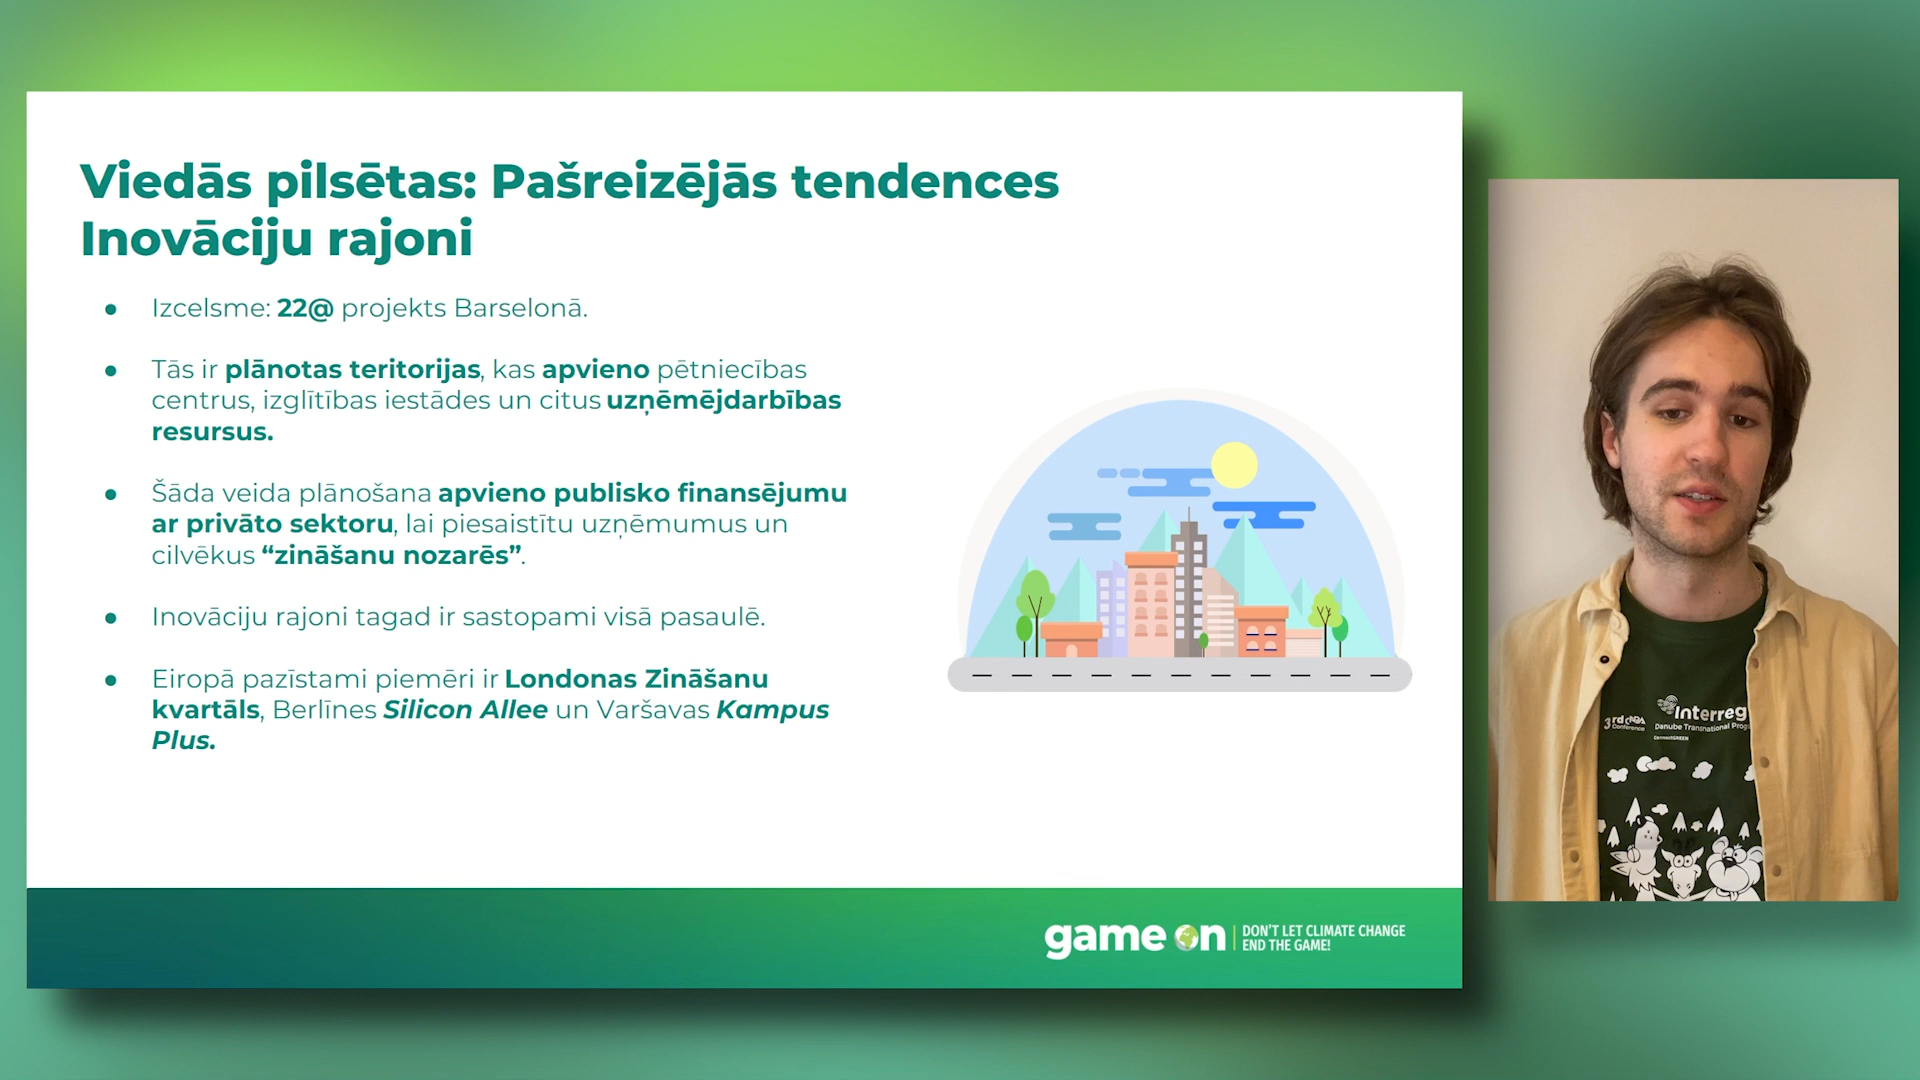 Viedās pilsētas: Pašreizējās tendences
Inovāciju rajoni
● Izcelsme: 22@ projekts Barselonā.
● Tās ir plānotas teritorijas, kas apvieno pētniecības
centrus, izglītības iestādes un citus uzņēmējdarbības
resursus.
● Šāda veida plānošana apvieno publisko finansējumu
ar privāto sektoru, lai piesaistītu uzņēmumus un
cilvēkus “zināšanu nozarēs”.
● Inovāciju rajoni tagad ir sastopami visā pasaulē.
● Eiropā pazīstami piemēri ir Londonas Zināšanu
kvartāls, Berlīnes Silicon Allee un Varšavas Kampus
Plus.
game on
DON'T LET CLIMATE CHANGE
END THE GAME!
3rd
Conference
Interreg
Danube Transnational
ConnectGREEN